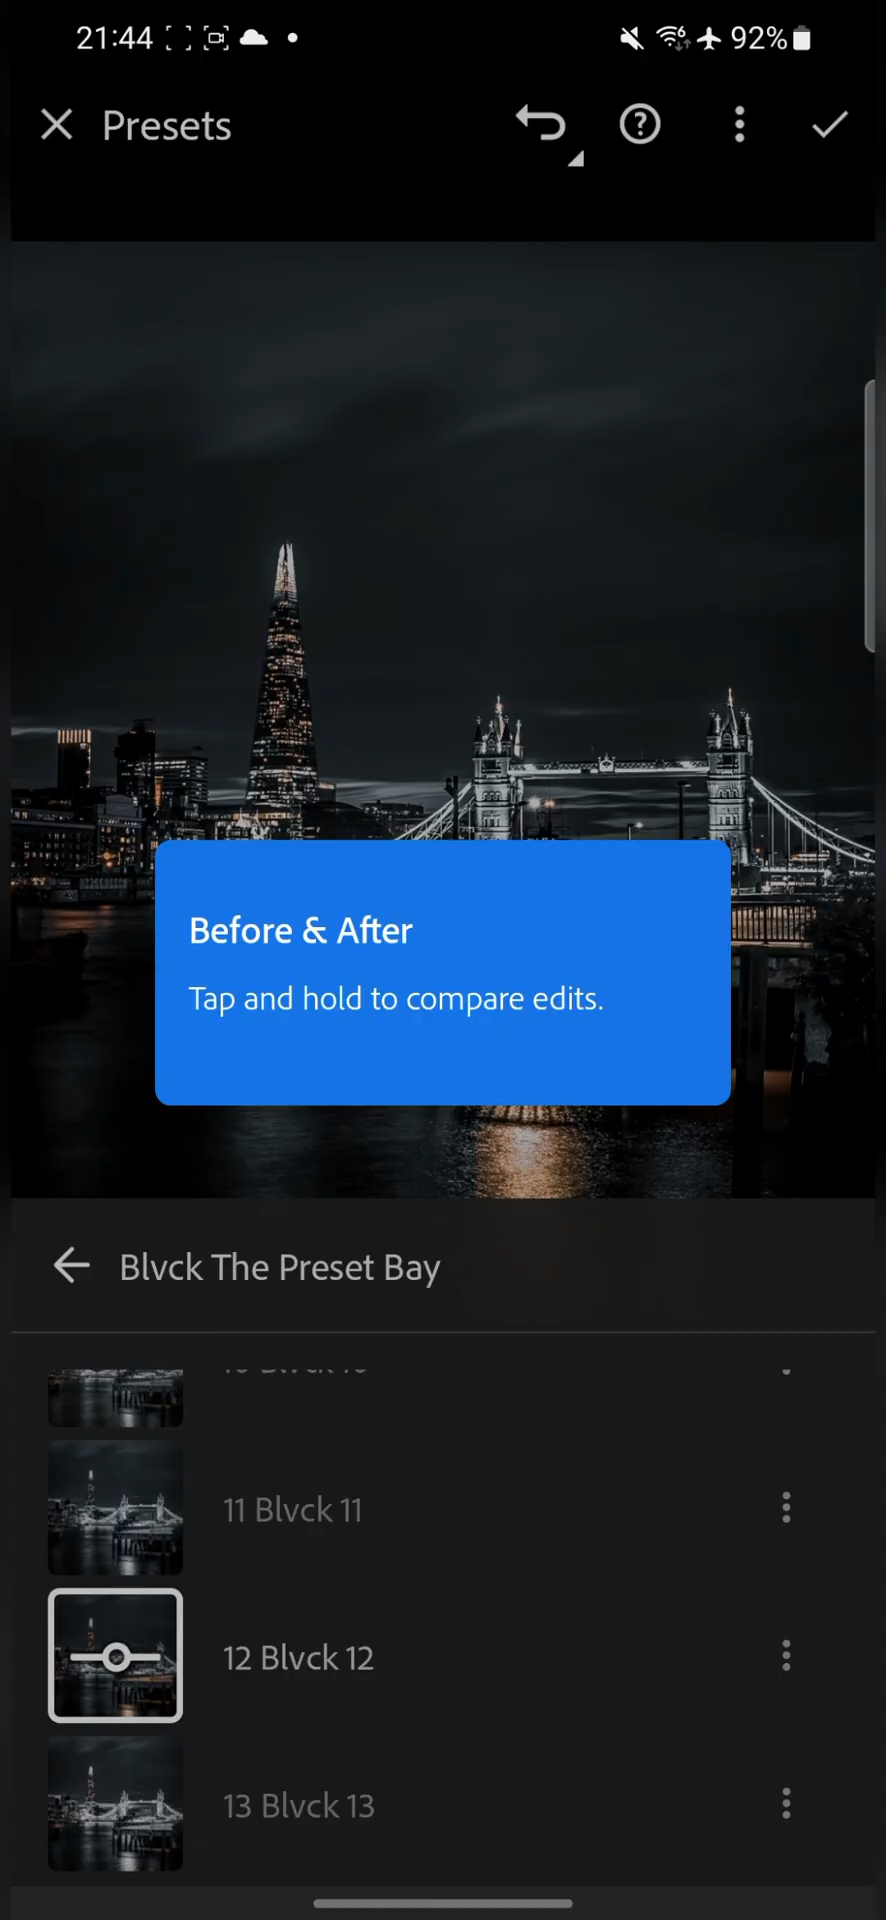 21:44
92%
Presets
Before & After
Tap and hold to compare edits.
Blvck The Preset Bay
11 Blvck 11
12 Blvck 12
13 Blvck 13